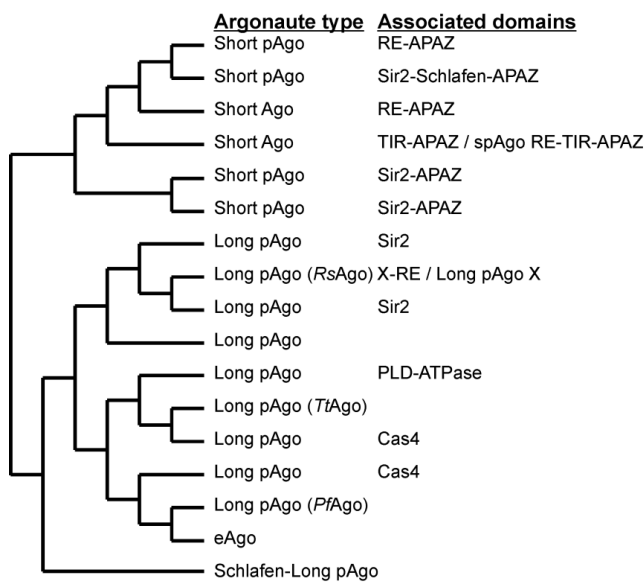 Argonaute type Associated domains
Short pAgo RE-APAZ
Short pAgo Sir2-Schlafen-APAZ
Short Ago RE-APAZ
Short Ago TIR-APAZ / spAgo RE-TIR-APAZ
Short pAgo Sir2-APAZ
Short pAgo Sir2-APAZ
Long pAgo Sir2
Long pAgo (RsAgo) X-RE / Long pAgo X
Long pAgo Sir2
Long pAgo
Long pAgo PLD-ATPase
Long pAgo (TtAgo)
Long pAgo Cas4
Long pAgo Cas4
Long pAgo (PfAgo)
eAgo
Schlafen-Long pAgo